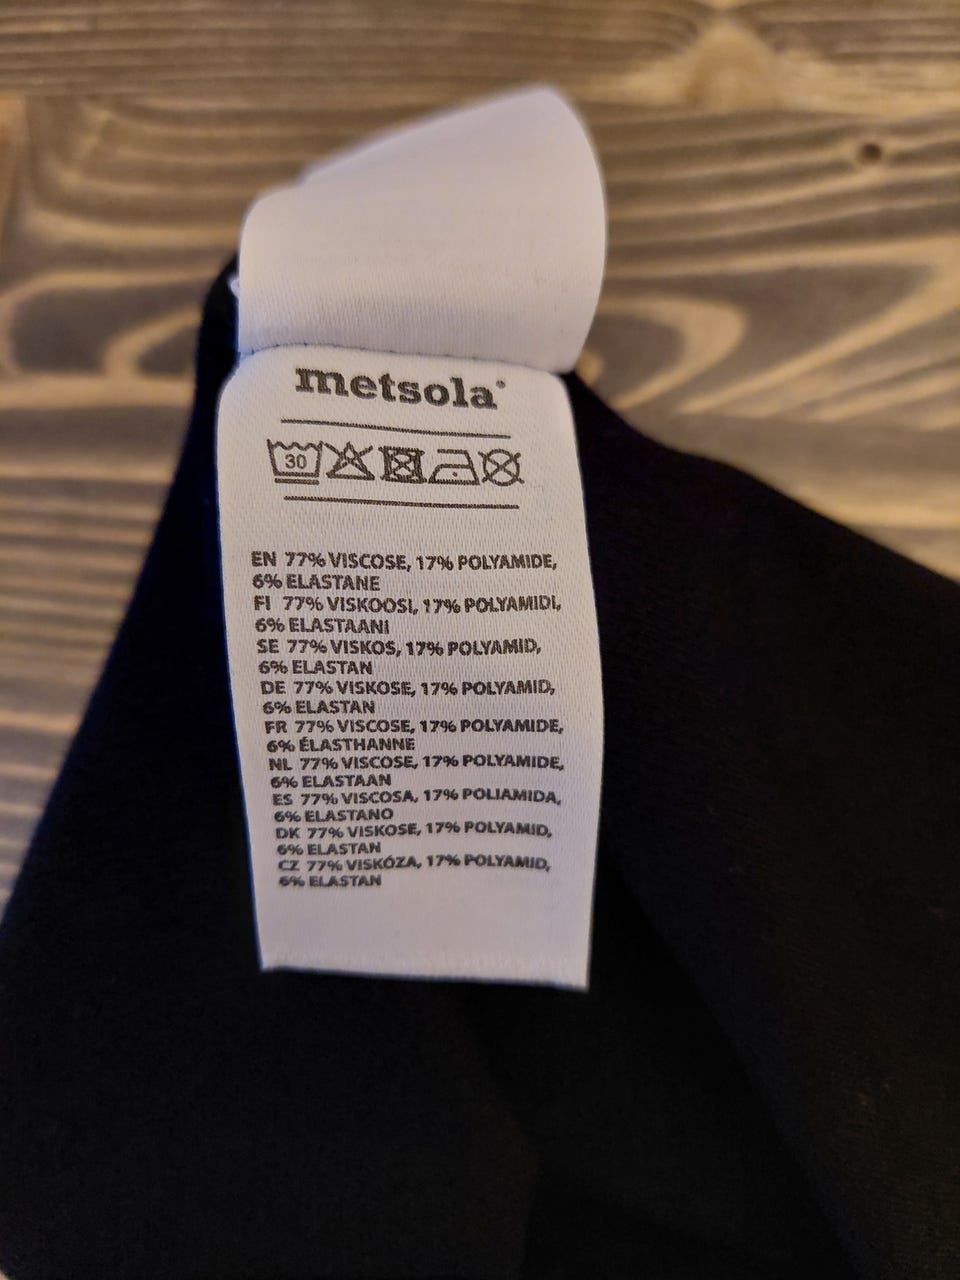 metsola®
30
EN 77% VISCOSE, 17% POLYAMIDE,
6% ELASTANE
FI 77% VISKOOSI, 17% POLYAMIDI,
6% ELASTAANI
SE 77% VISKOS, 17% POLYAMID,
6% ELASTAN
DE 77% VISKOSE, 17% POLYAMID,
6% ELASTAN
FR 77% VISCOSE, 17% POLYAMIDE,
6% ÉLASTHANNE
NL 77% VISCOSE, 17% POLYAMIDE,
6% ELASTAAN
ES 77% VISCOSA, 17% POLIAMIDA,
6% ELASTANO
DK 77% VISKOSE, 17% POLYAMID,
6% ELASTAN
CZ 77% VISKÓZA, 17% POLYAMID,
6% ELASTAN